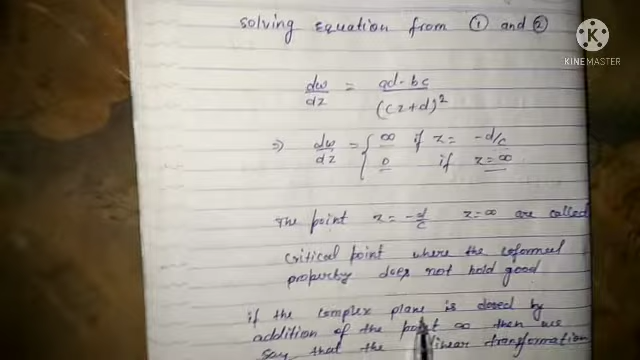 solving equation from ① and ②
KINEMASTER
dw/dz = ad - bc / (cz+d)²
⇒ dw/dz = { ∞ if z = -d/c
0 if z = ∞
The point z = -d/c z = ∞ are called
critical point where the coformel
property does not hold good
if the complex plane is closed by
addition of the point ∞ then we
say that the linear transformation